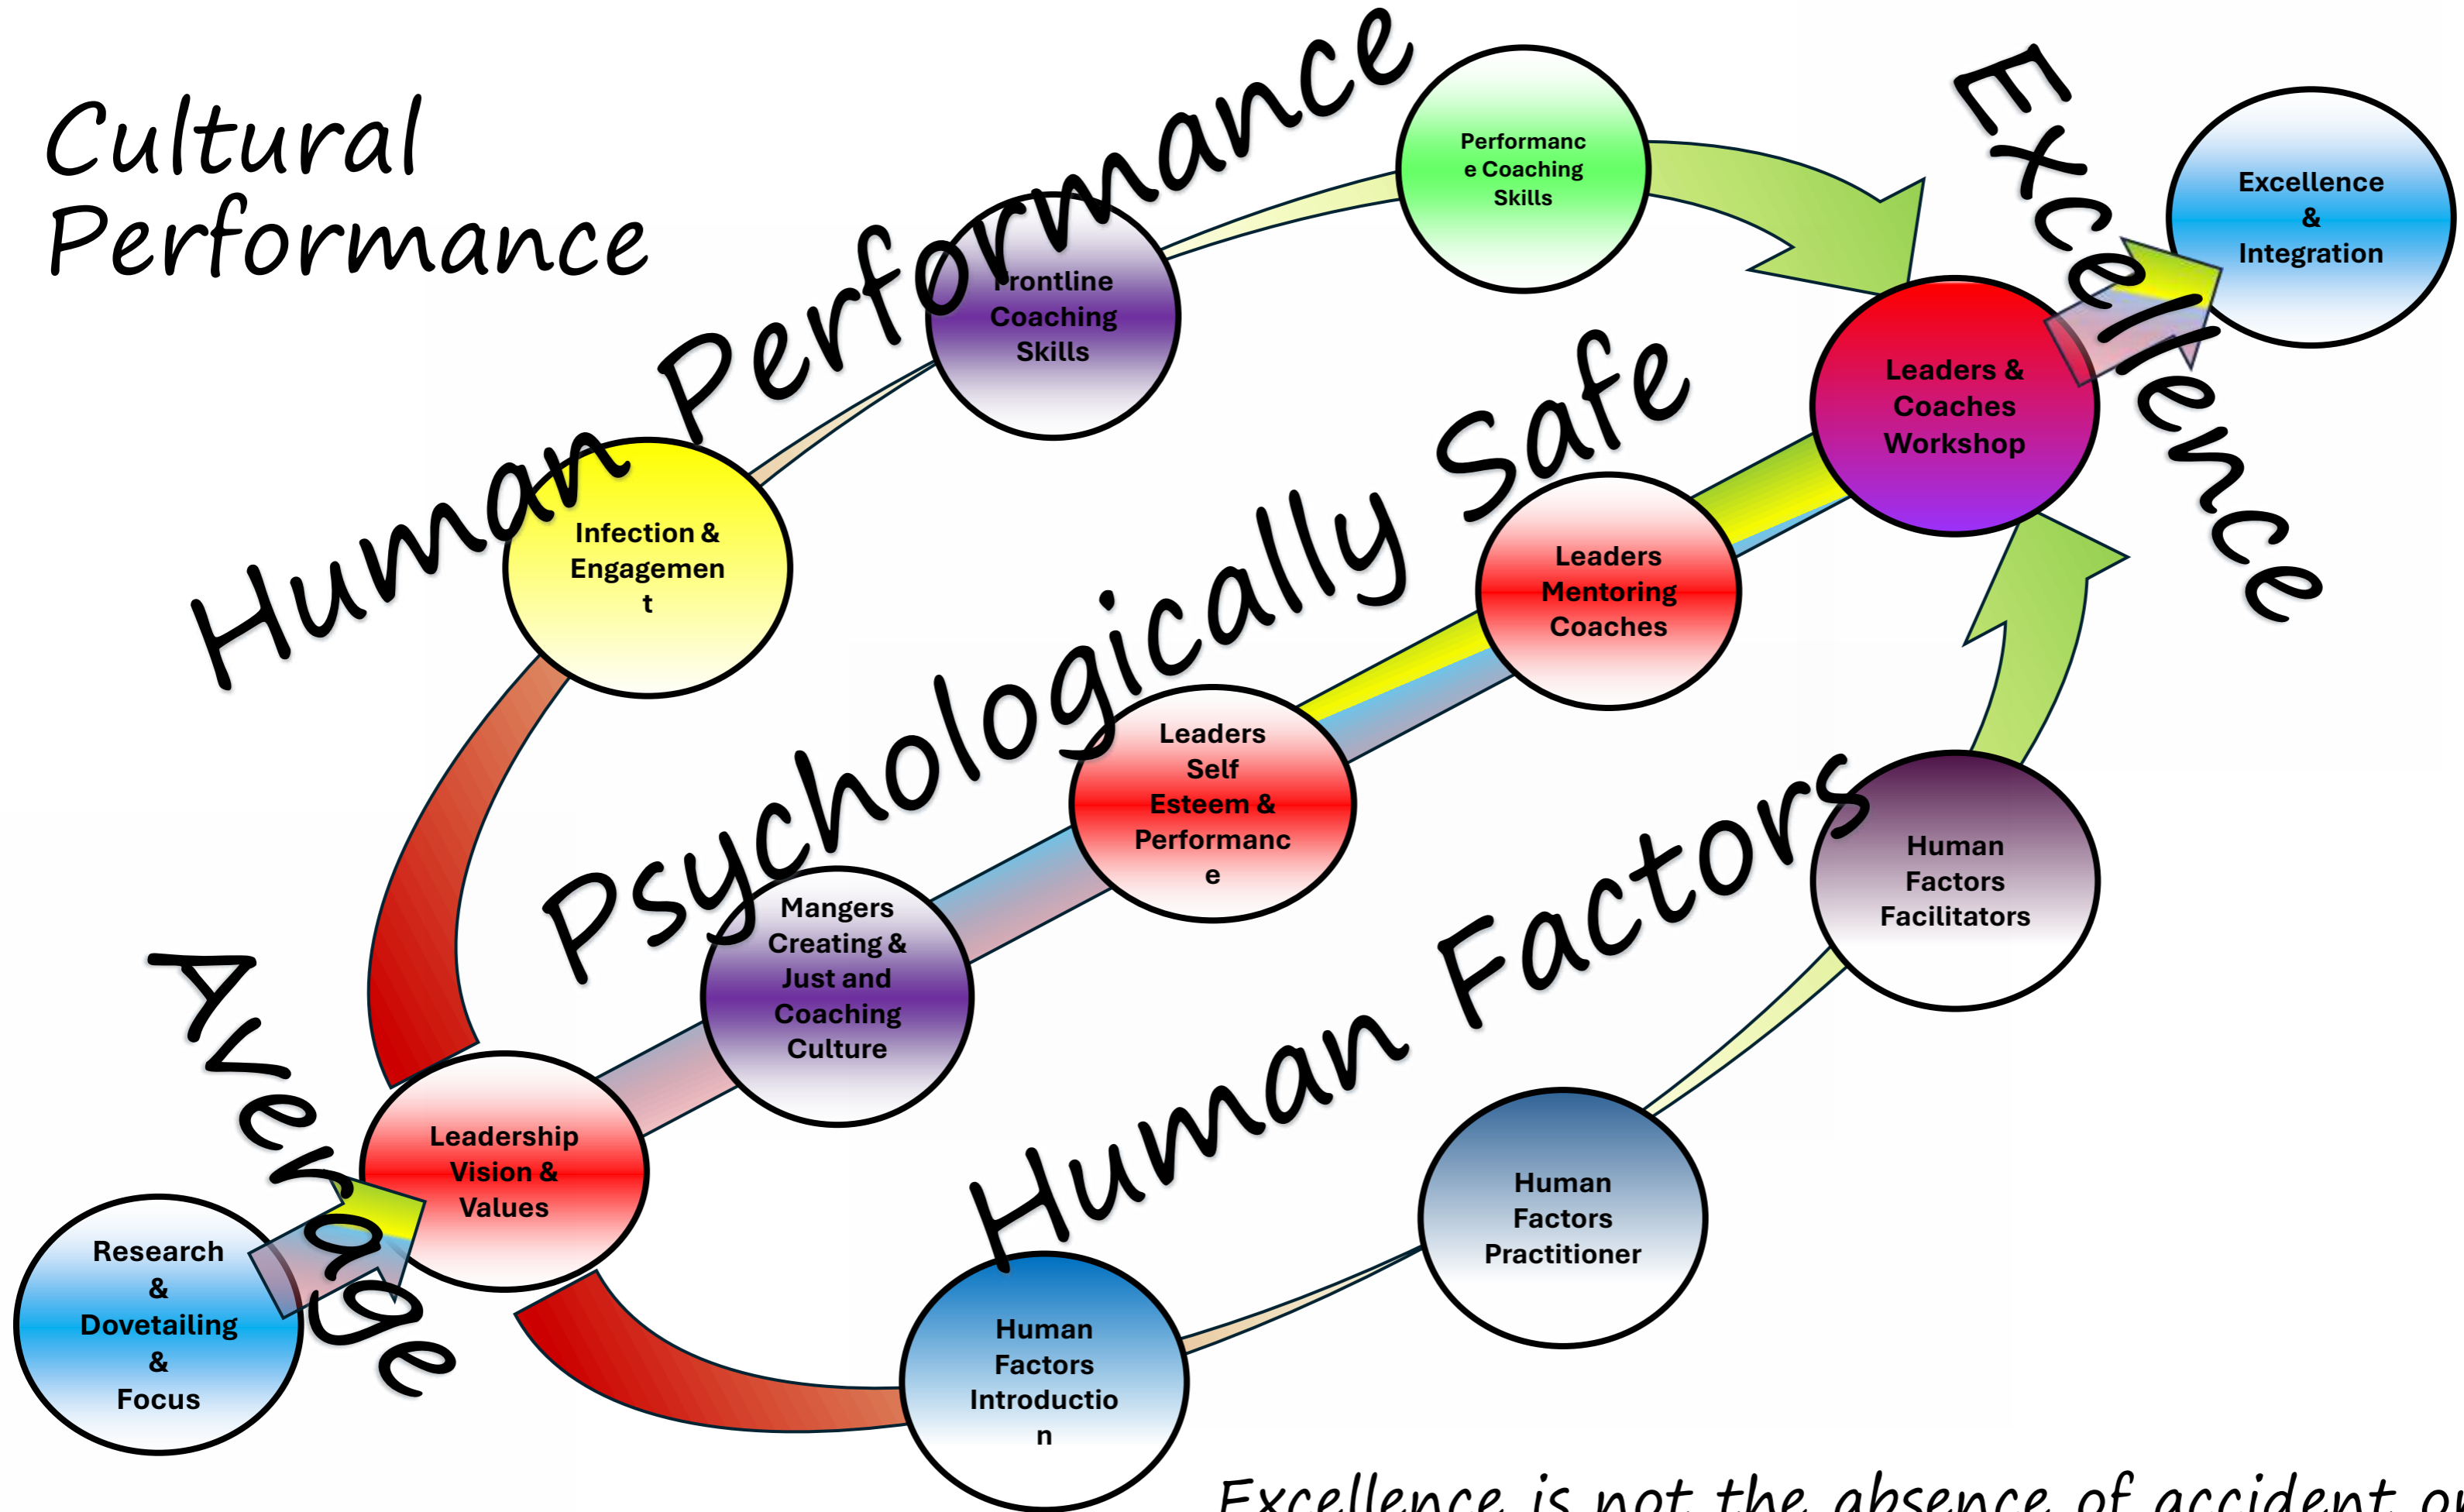 Cultural
Performance
Human Performance
Performanc
e Coaching
Skills
Excellence
Excellence
&
Integration
Frontline
Coaching
Skills
Leaders &
Coaches
Workshop
Infection &
Engagemen
t
Psychologically Safe
Leaders
Mentoring
Coaches
Leaders
Self
Esteem &
Performanc
e
Human
Factors
Facilitators
Mangers
Creating &
Just and
Coaching
Culture
Human Factors
Average
Leadership
Vision &
Values
Human
Factors
Practitioner
Research
&
Dovetailing
&
Focus
Human
Factors
Introductio
n
Excellence is not the absence of accident or